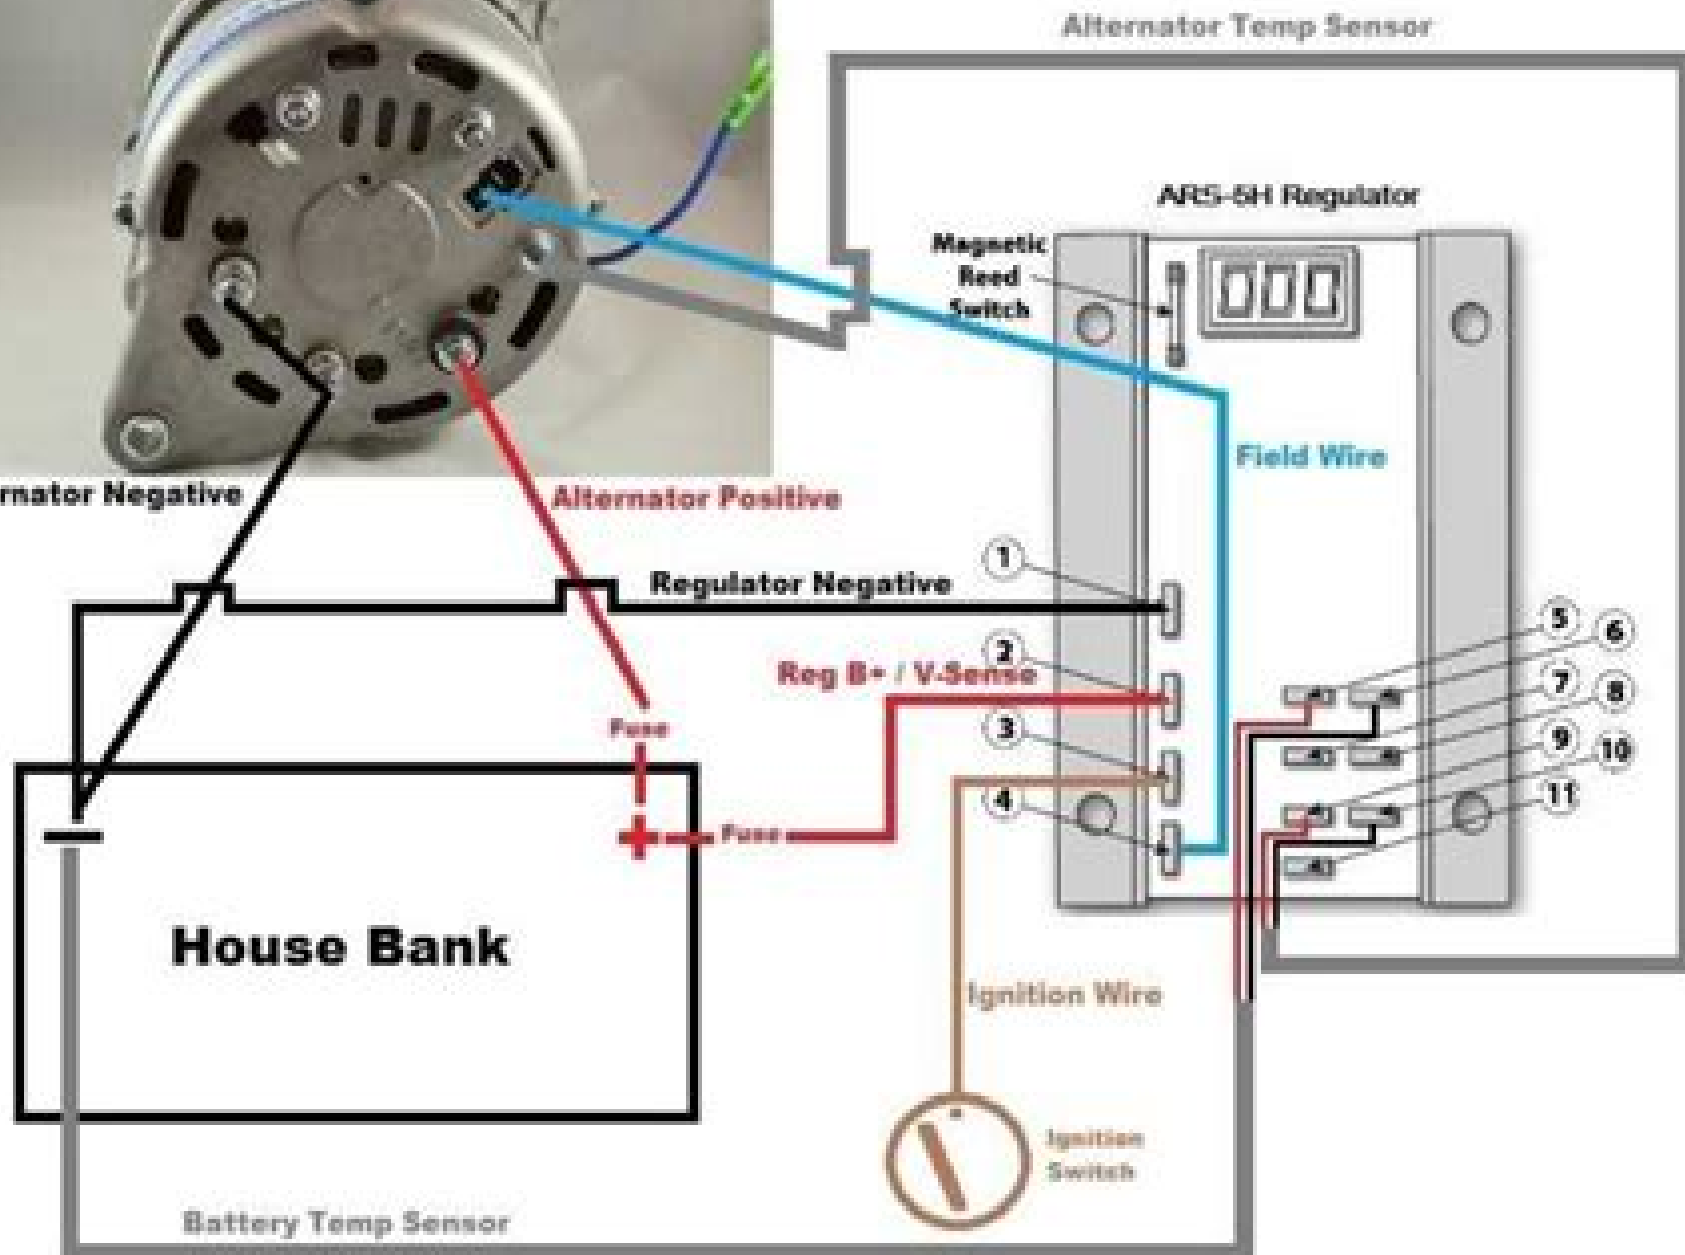 Alternator Temp Sensor
ARS-5H Regulator
Magnetic
Reed
Switch
Field Wire
rnator Negative
Alternator Positive
1
Regulator Negative
2
Reg B+ / V-Sense
3
4
5
6
7
8
9
10
11
Fuse
Fuse
House Bank
Ignition Wire
Ignition
Switch
Battery Temp Sensor